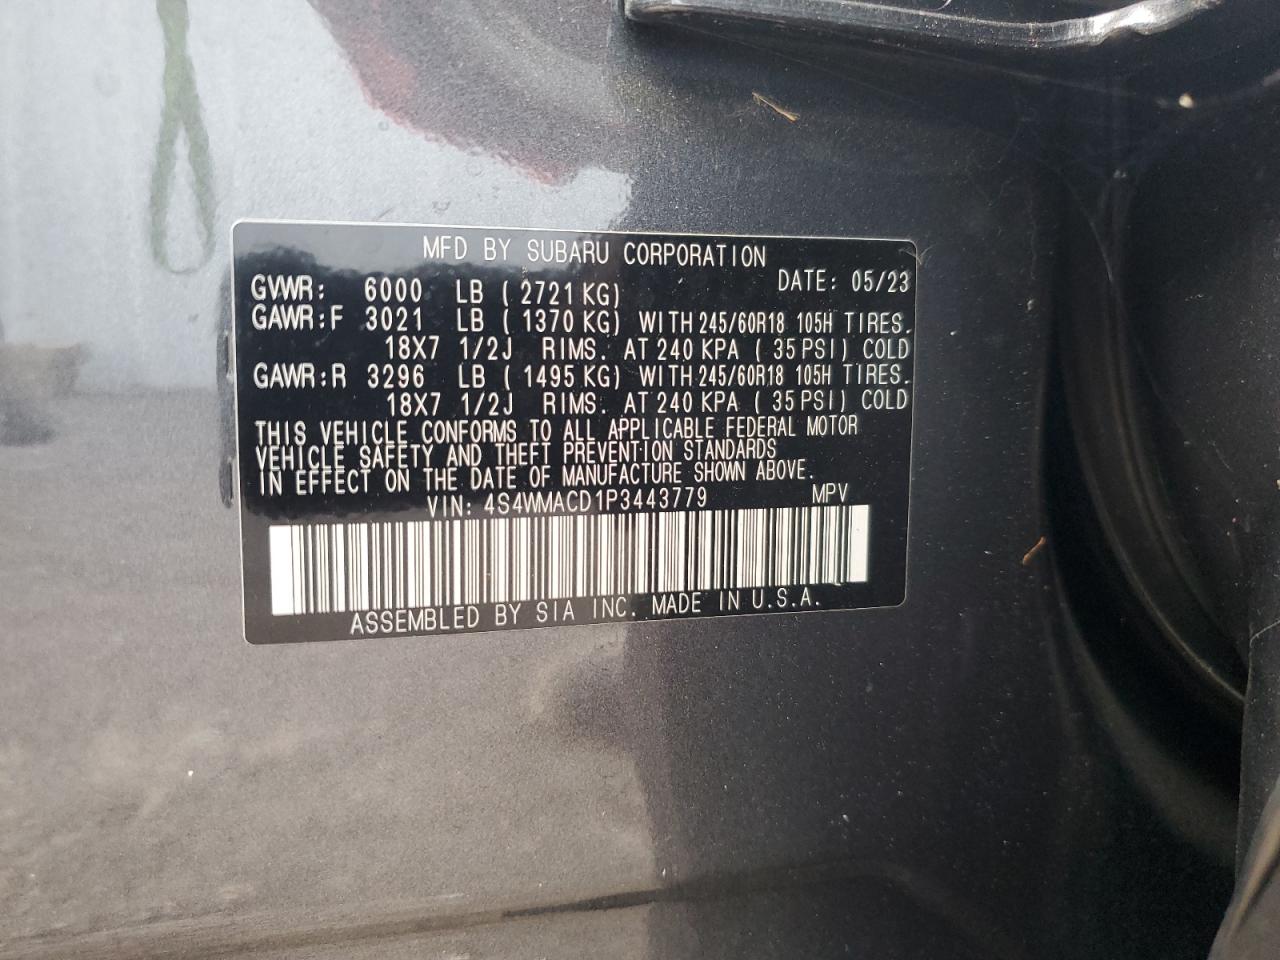 MFD BY SUBARU CORPORATION
DATE: 05/23
GVWR: 6000 LB ( 2721 KG)
GAWR:F 3021 LB ( 1370 KG) WITH 245/60R18 105H TIRES.
18X7 1/2J RIMS. AT 240 KPA ( 35 PSI) COLD
GAWR:R 3296 LB ( 1495 KG) WITH 245/60R18 105H TIRES.
18X7 1/2J RIMS. AT 240 KPA ( 35 PSI) COLD
THIS VEHICLE CONFORMS TO ALL APPLICABLE FEDERAL MOTOR
VEHICLE SAFETY AND THEFT PREVENTION STANDARDS
IN EFFECT ON THE DATE OF MANUFACTURE SHOWN ABOVE.
VIN: 4S4WMACD1P3443779 MPV
ASSEMBLED BY SIA INC. MADE IN U.S.A.